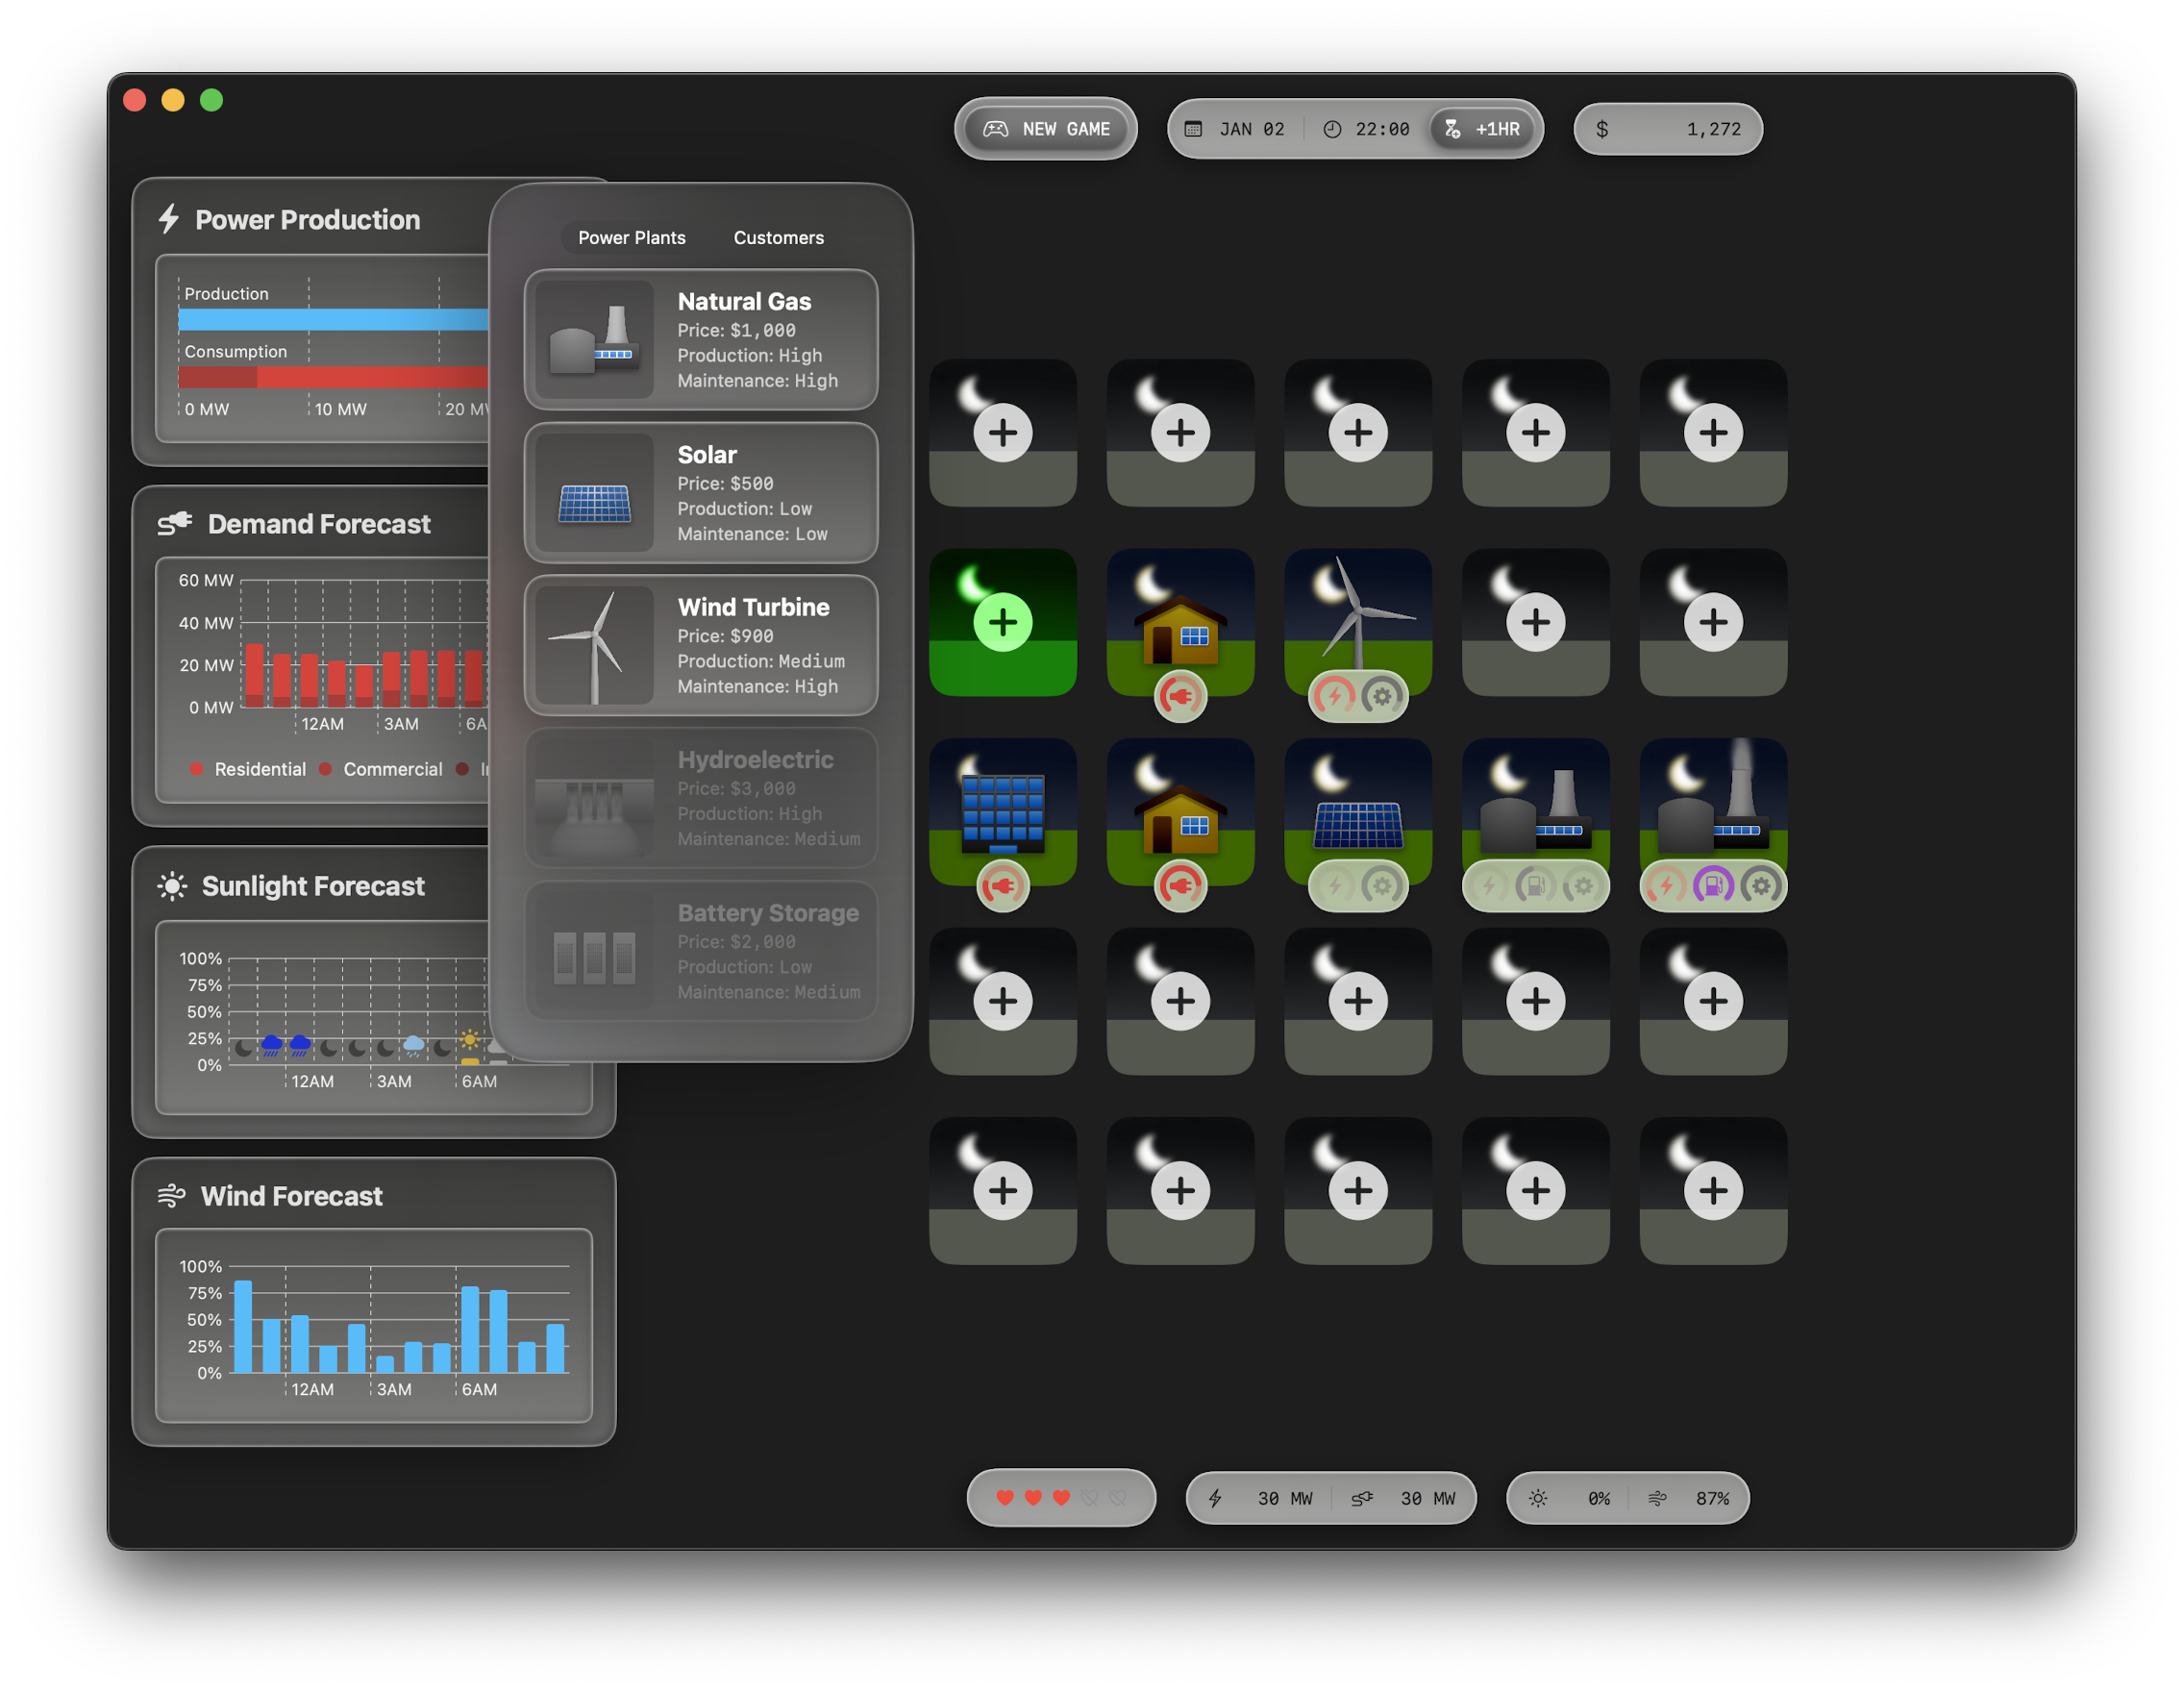 NEW GAME
JAN 02
22:00
+1HR
$ 1,272
Power Production
Production
Consumption
0 MW
10 MW
20 MW
Power Plants
Customers
Natural Gas
Price: $1,000
Production: High
Maintenance: High
Solar
Price: $500
Production: Low
Maintenance: Low
Wind Turbine
Price: $900
Production: Medium
Maintenance: High
Hydroelectric
Price: $3,000
Production: High
Maintenance: Medium
Battery Storage
Price: $2,000
Production: Low
Maintenance: Medium
Demand Forecast
60 MW
40 MW
20 MW
0 MW
12AM
3AM
6A
Residential
Commercial
Sunlight Forecast
100%
75%
50%
25%
0%
12AM
3AM
6AM
Wind Forecast
100%
75%
50%
25%
0%
12AM
3AM
6AM
30 MW
30 MW
0%
87%